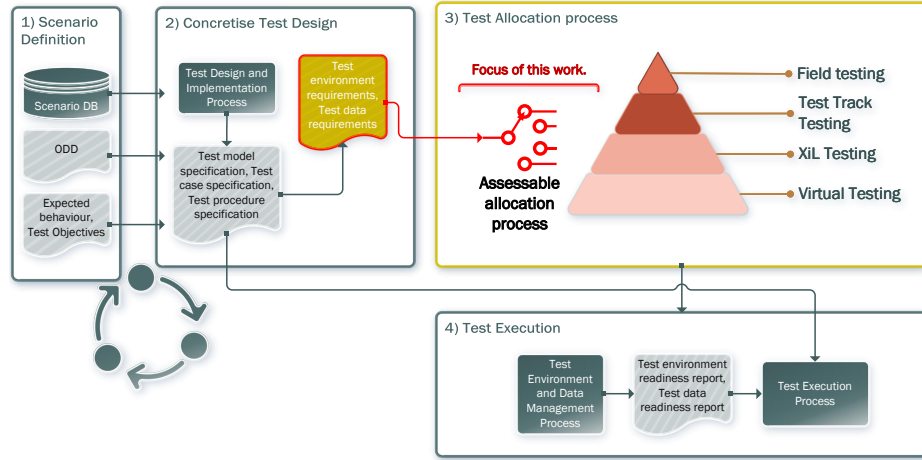 1) Scenario
Definition
Scenario DB
ODD
Expected
behaviour,
Test Objectives
2) Concretise Test Design
Test Design and
Implementation
Process
Test
environment
requirements,
Test data
requirements
Test model
specification, Test
case specification,
Test procedure
specification
3) Test Allocation process
Focus of this work.
Assessable
allocation
process
Field testing
Test Track
Testing
XiL Testing
Virtual Testing
4) Test Execution
Test
Environment
and Data
Management
Process
Test environment
readiness report,
Test data
readiness report
Test Execution
Process